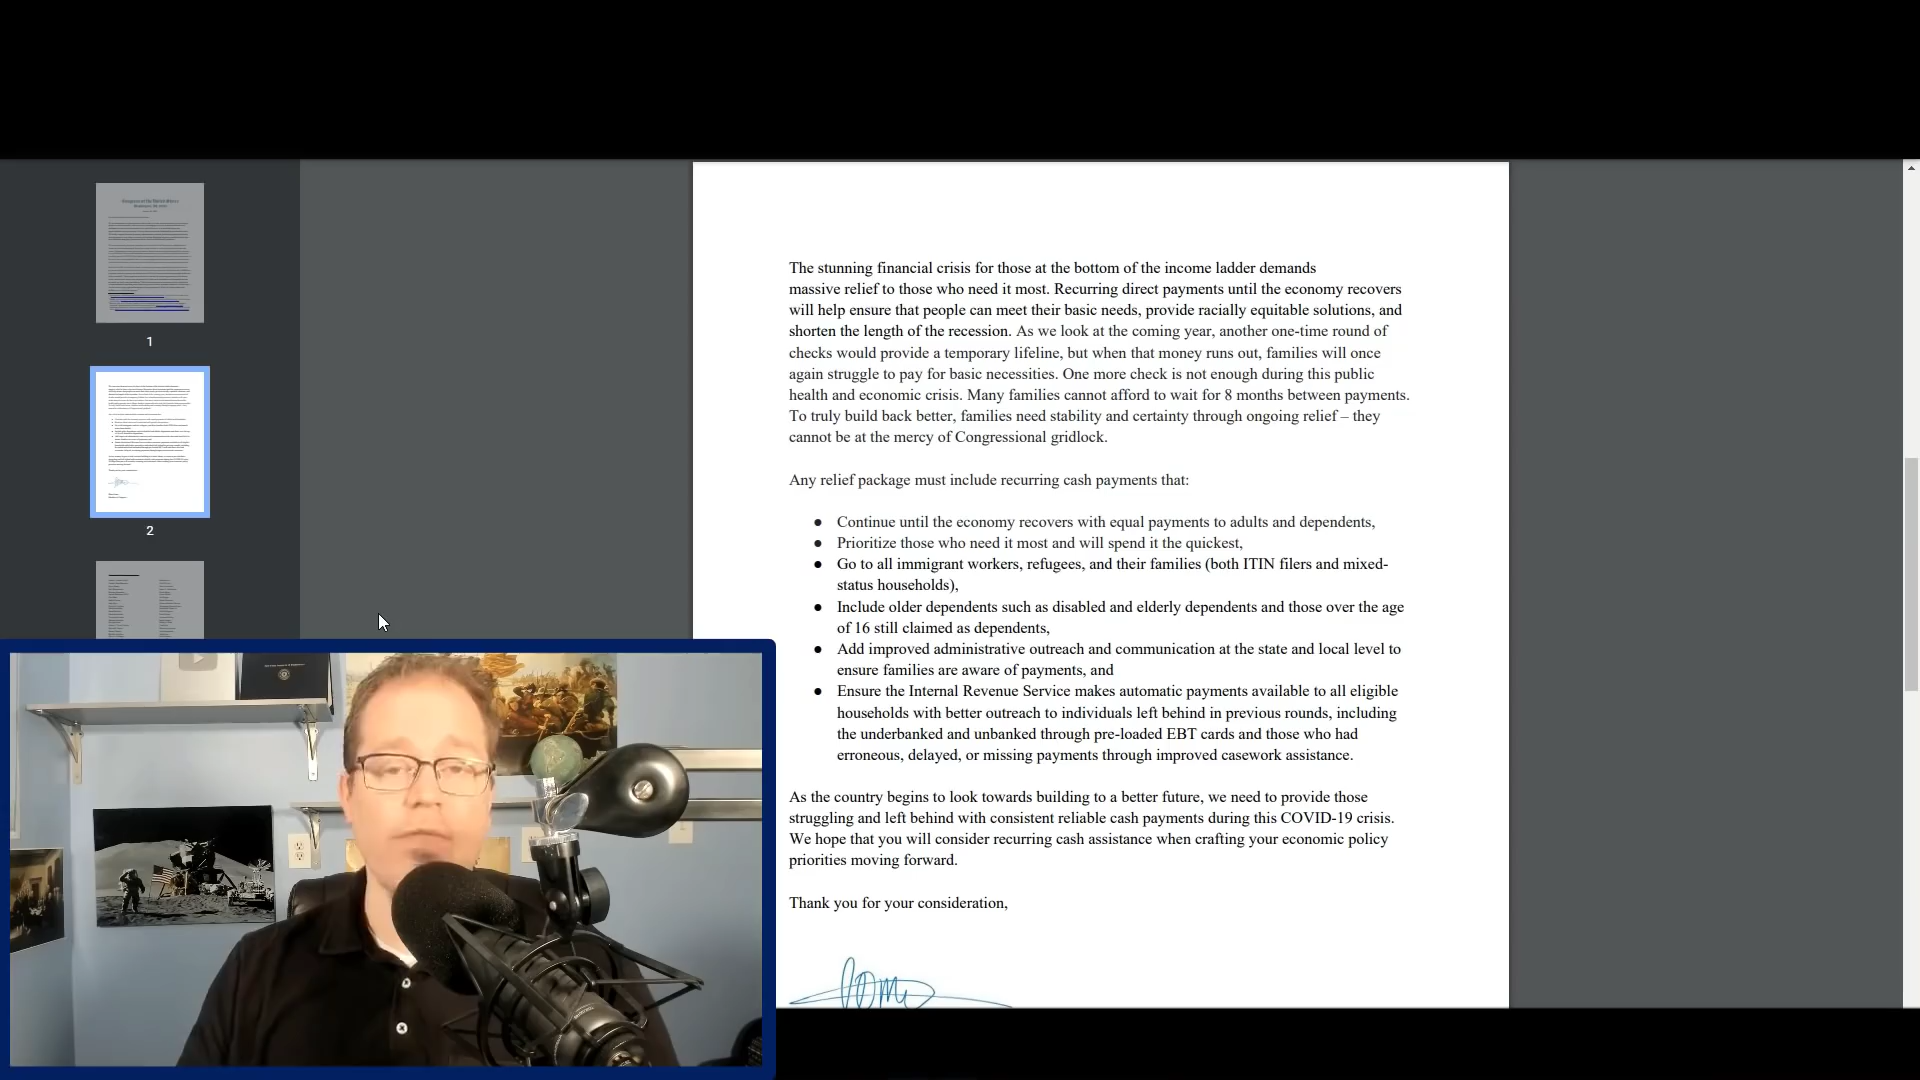 1
2
The stunning financial crisis for those at the bottom of the income ladder demands
massive relief to those who need it most. Recurring direct payments until the economy recovers
will help ensure that people can meet their basic needs, provide racially equitable solutions, and
shorten the length of the recession. As we look at the coming year, another one-time round of
checks would provide a temporary lifeline, but when that money runs out, families will once
again struggle to pay for basic necessities. One more check is not enough during this public
health and economic crisis. Many families cannot afford to wait for 8 months between payments.
To truly build back better, families need stability and certainty through ongoing relief – they
cannot be at the mercy of Congressional gridlock.
Any relief package must include recurring cash payments that:
● Continue until the economy recovers with equal payments to adults and dependents,
● Prioritize those who need it most and will spend it the quickest,
● Go to all immigrant workers, refugees, and their families (both ITIN filers and mixed-
status households),
● Include older dependents such as disabled and elderly dependents and those over the age
of 16 still claimed as dependents,
● Add improved administrative outreach and communication at the state and local level to
ensure families are aware of payments, and
● Ensure the Internal Revenue Service makes automatic payments available to all eligible
households with better outreach to individuals left behind in previous rounds, including
the underbanked and unbanked through pre-loaded EBT cards and those who had
erroneous, delayed, or missing payments through improved casework assistance.
As the country begins to look towards building to a better future, we need to provide those
struggling and left behind with consistent reliable cash payments during this COVID-19 crisis.
We hope that you will consider recurring cash assistance when crafting your economic policy
priorities moving forward.
Thank you for your consideration,